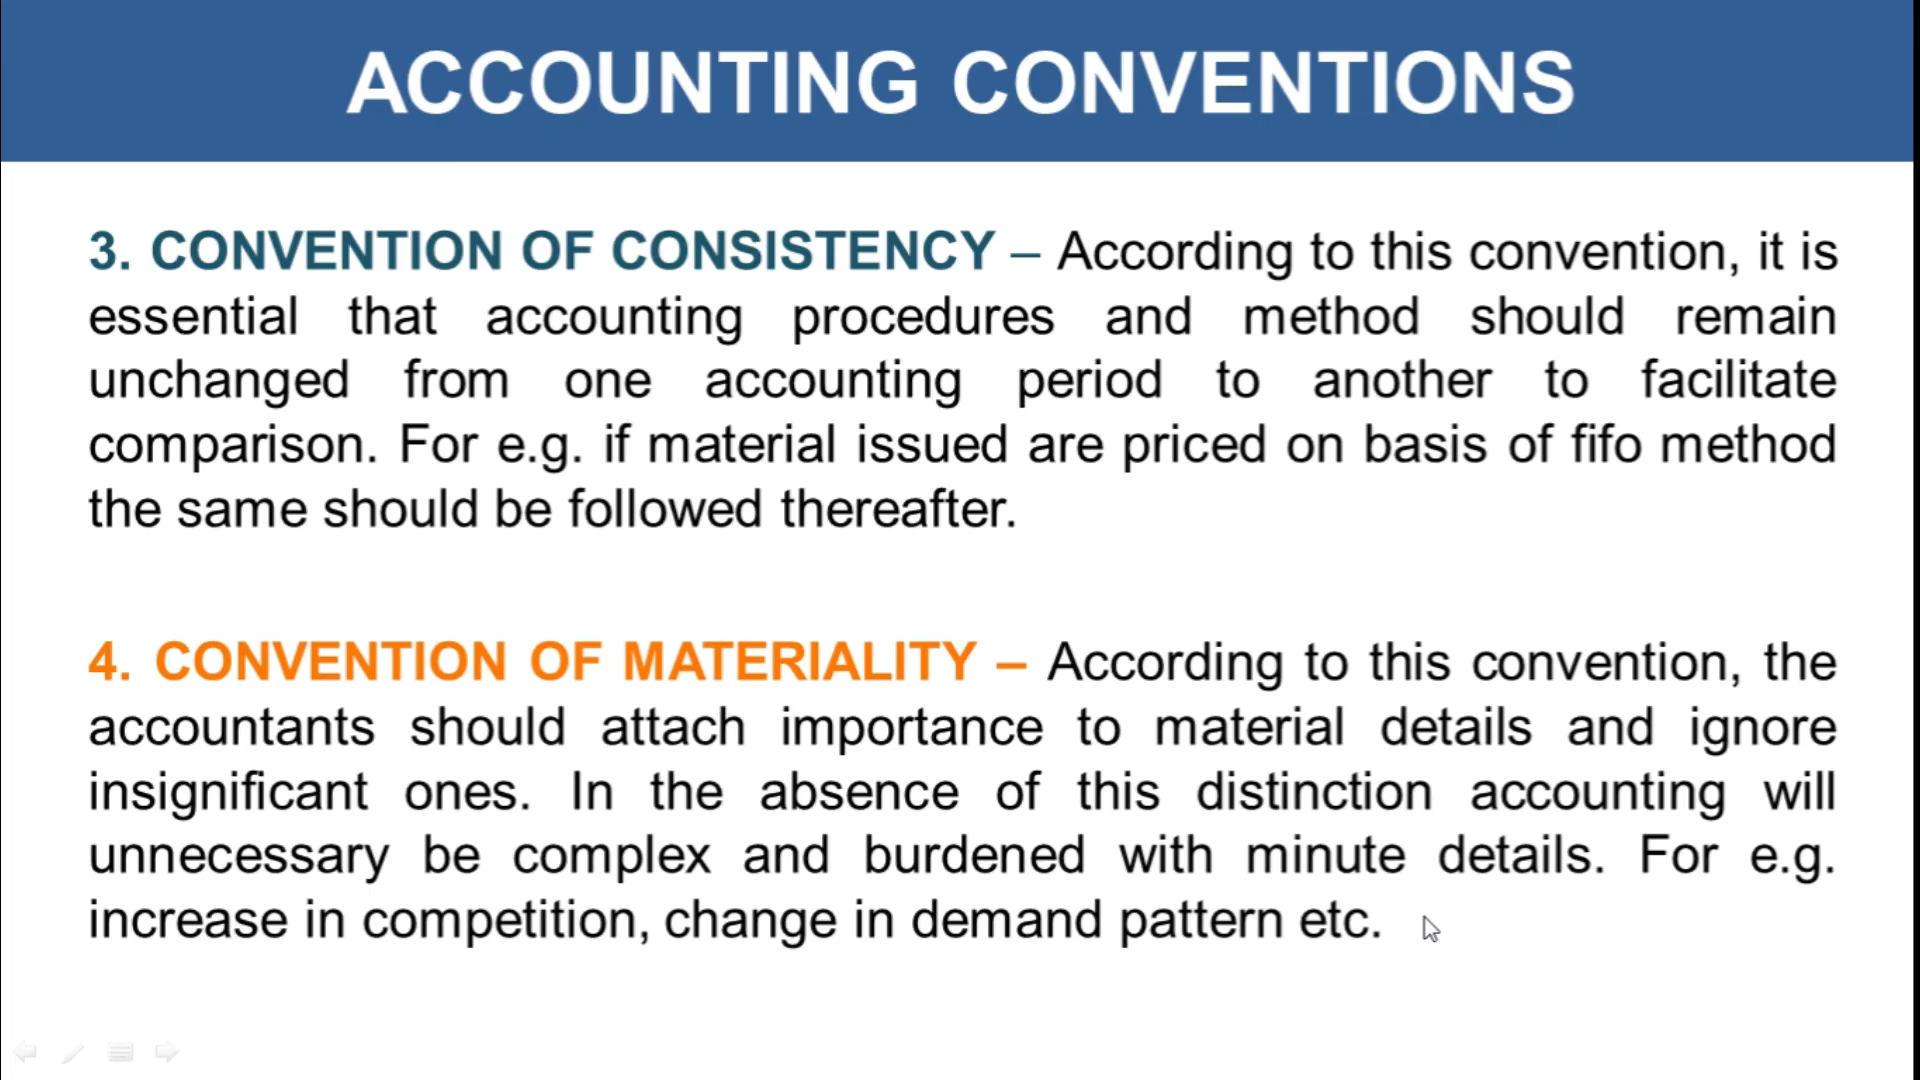 ACCOUNTING CONVENTIONS
3. CONVENTION OF CONSISTENCY – According to this convention, it is
essential that accounting procedures and method should remain
unchanged from one accounting period to another to facilitate
comparison. For e.g. if material issued are priced on basis of fifo method
the same should be followed thereafter.
4. CONVENTION OF MATERIALITY – According to this convention, the
accountants should attach importance to material details and ignore
insignificant ones. In the absence of this distinction accounting will
unnecessary be complex and burdened with minute details. For e.g.
increase in competition, change in demand pattern etc.